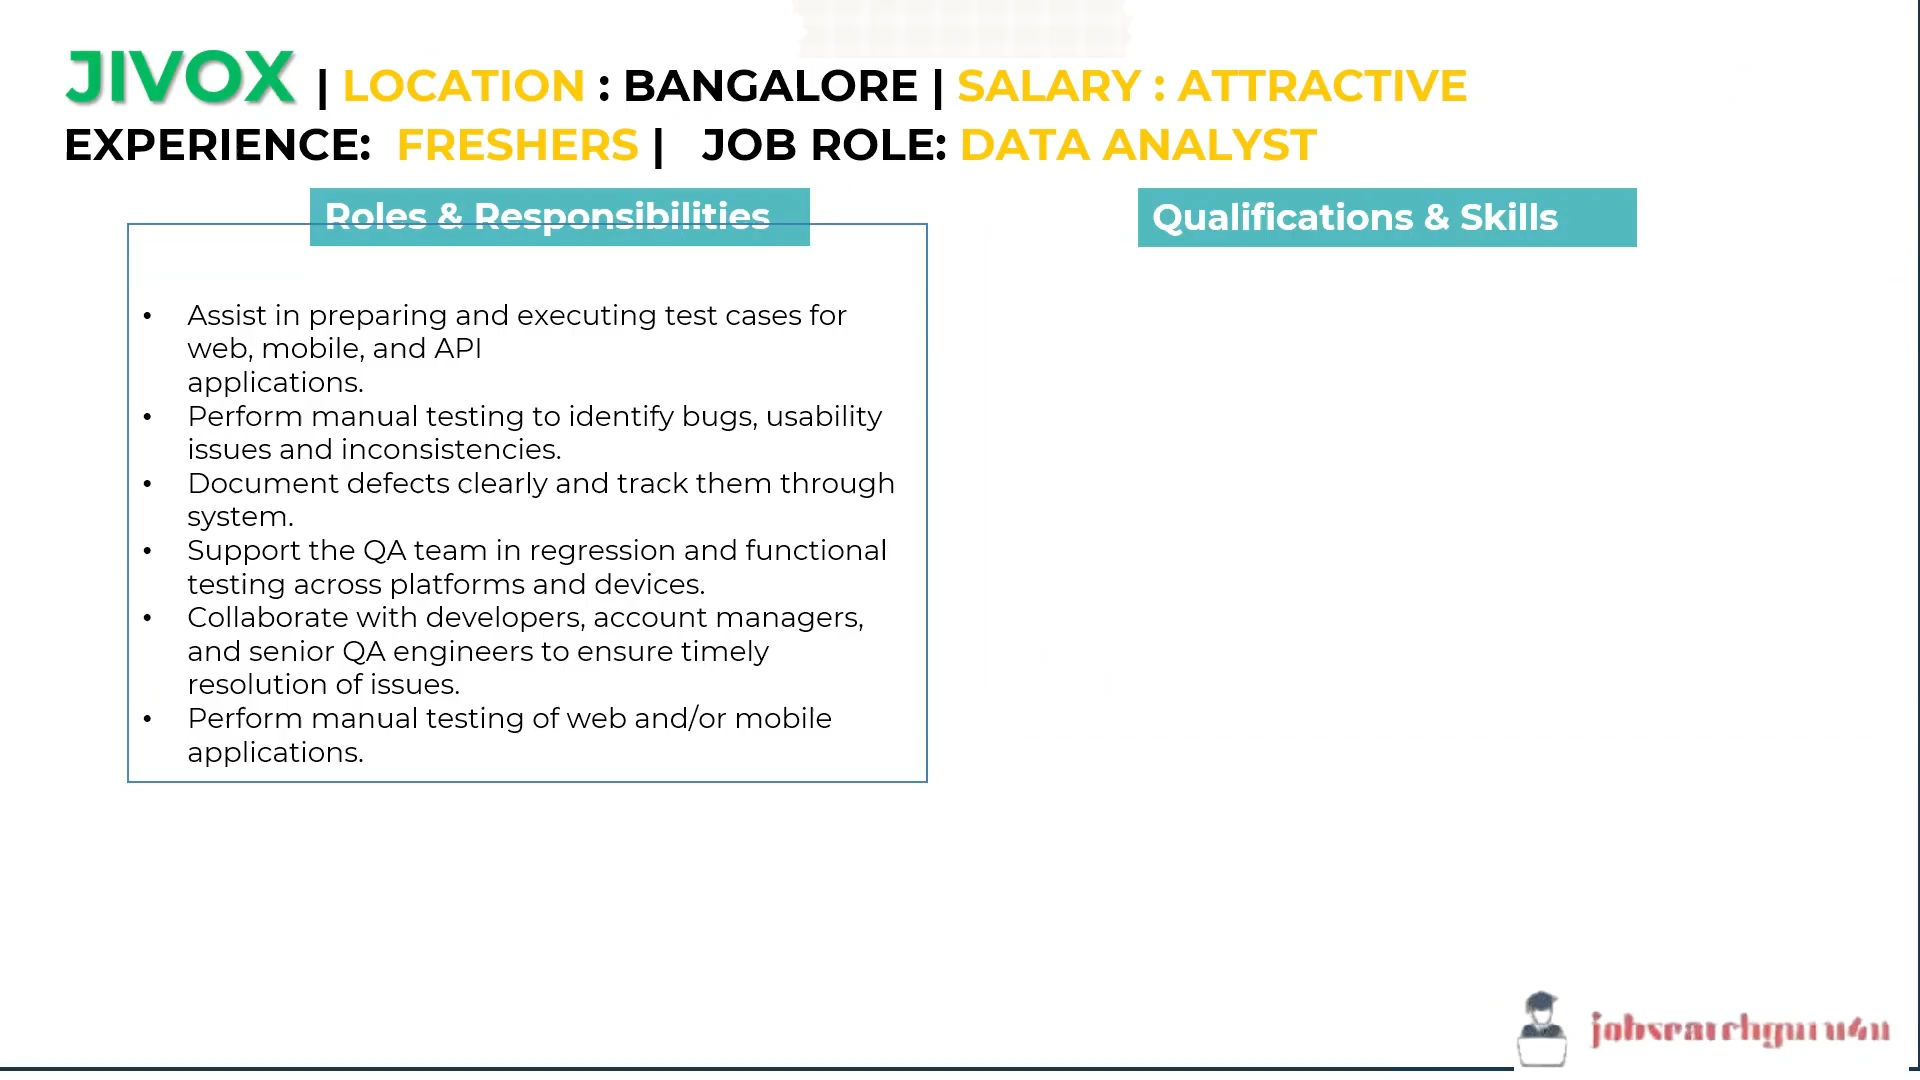 JIVOX | LOCATION : BANGALORE | SALARY : ATTRACTIVE
EXPERIENCE: FRESHERS | JOB ROLE: DATA ANALYST
Roles & Responsibilities
• Assist in preparing and executing test cases for
web, mobile, and API
applications.
• Perform manual testing to identify bugs, usability
issues and inconsistencies.
• Document defects clearly and track them through
system.
• Support the QA team in regression and functional
testing across platforms and devices.
• Collaborate with developers, account managers,
and senior QA engineers to ensure timely
resolution of issues.
• Perform manual testing of web and/or mobile
applications.
Qualifications & Skills
jobsearchguru4u